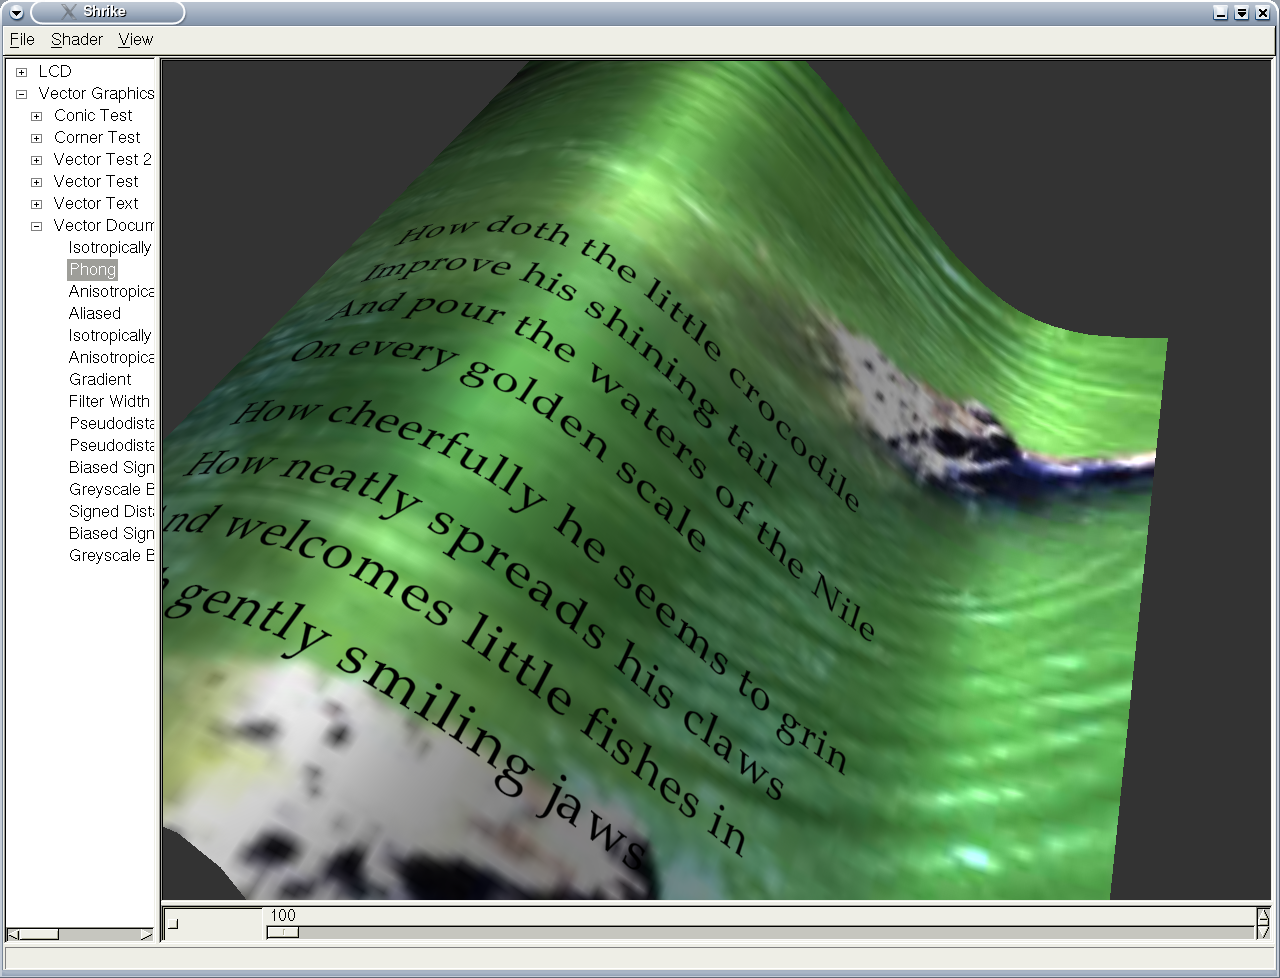 Shrike
File Shader View
LCD
Vector Graphics
Conic Test
Corner Test
Vector Test 2
Vector Test
Vector Text
Vector Docum
Isotropically
Phong
Anisotropica
Aliased
Isotropically
Anisotropica
Gradient
Filter Width
Pseudodista
Pseudodista
Biased Sign
Greyscale B
Signed Dist
Biased Sign
Greyscale B
How doth the little crocodile
Improve his shining tail
And pour the waters of the Nile
On every golden scale
How cheerfully he seems to grin
How neatly spreads his claws
And welcomes little fishes in
gently smiling jaws
100